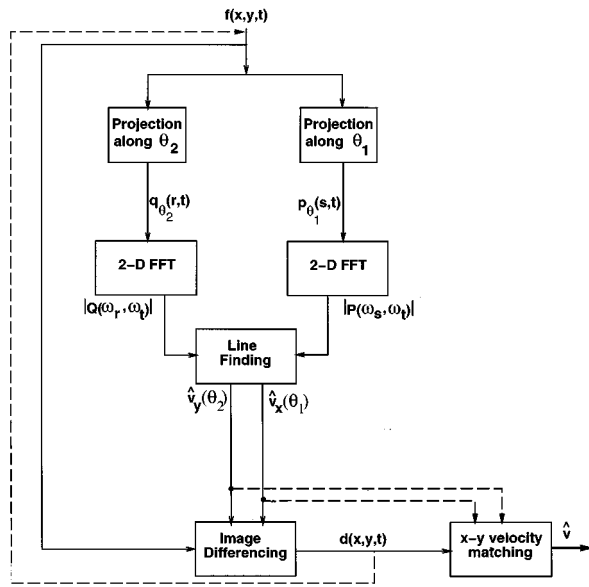 f(x,y,t)
Projection
along θ2
Projection
along θ1
qθ2(r,t)
pθ1(s,t)
2-D FFT
2-D FFT
|Q(ωr,ωt)|
|P(ωs,ωt)|
Line
Finding
v̂y(θ2)
v̂x(θ1)
Image
Differencing
d(x,y,t)
x-y velocity
matching
v̂